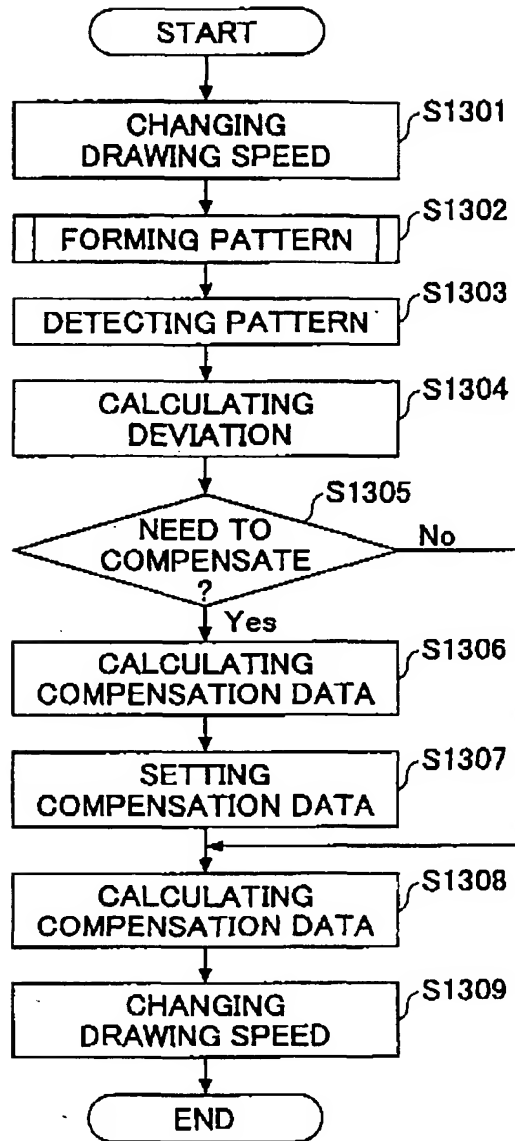 START
S1301
CHANGING
DRAWING SPEED
S1302
FORMING PATTERN
S1303
DETECTING PATTERN
S1304
CALCULATING
DEVIATION
S1305
NEED TO
COMPENSATE
?
No
Yes
S1306
CALCULATING
COMPENSATION DATA
S1307
SETTING
COMPENSATION DATA
S1308
CALCULATING
COMPENSATION DATA
S1309
CHANGING
DRAWING SPEED
END